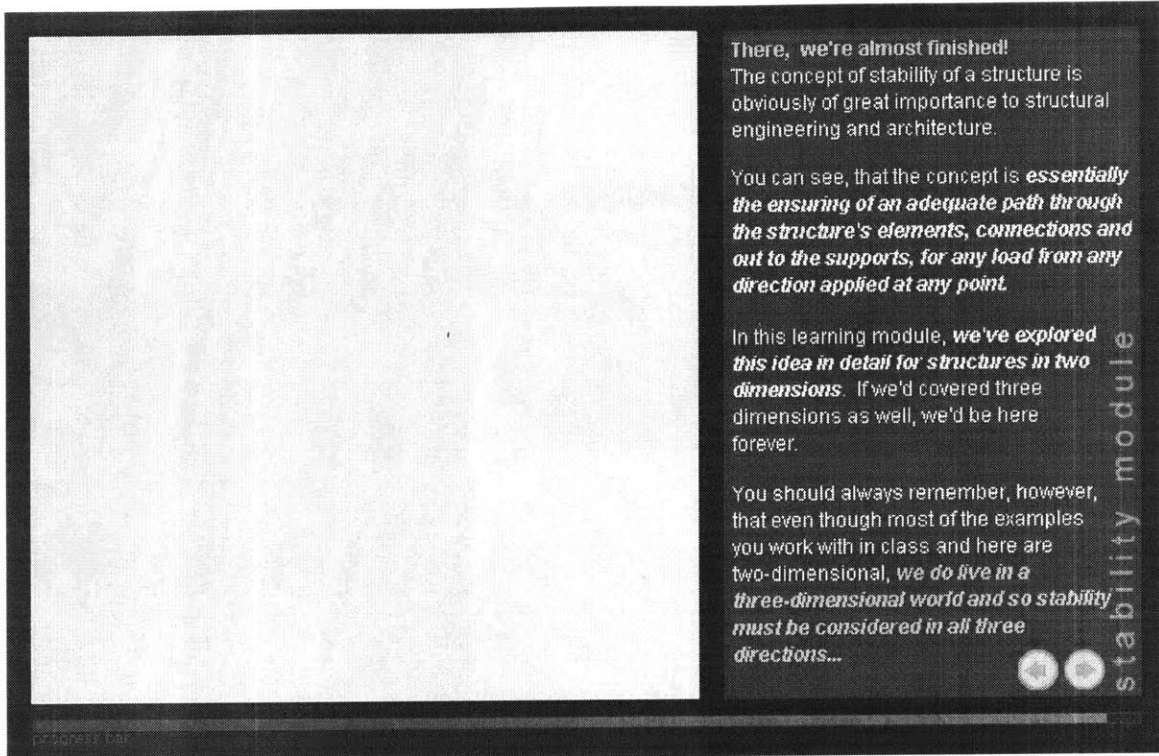 There, we're almost finished!
The concept of stability of a structure is
obviously of great importance to structural
engineering and architecture.
You can see, that the concept is essentially
the ensuring of an adequate path through
the structure's elements, connections and
out to the supports, for any load from any
direction applied at any point.
In this learning module, we've explored
this idea in detail for structures in two
dimensions. If we'd covered three
dimensions as well, we'd be here
forever.
You should always remember, however,
that even though most of the examples
you work with in class and here are
two-dimensional, we do live in a
three-dimensional world and so stability
must be considered in all three
directions...
stability module
progress bar